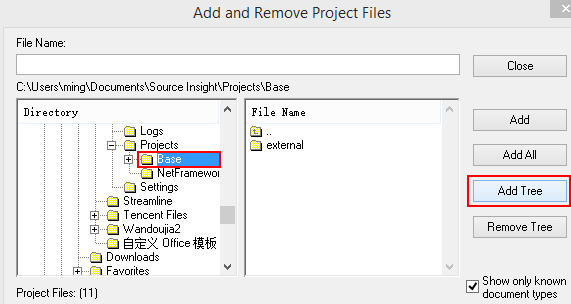 Add and Remove Project Files
File Name:
Close
C:\Users\ming\Documents\Source Insight\Projects\Base
Directory
File Name
Logs
..
Projects
external
Base
NetFramework
Settings
Streamline
Tencent Files
Wandoujia2
自定义 Office 模板
Downloads
Favorites
Add
Add All
Add Tree
Remove Tree
Show only known
document types
Project Files: (11)